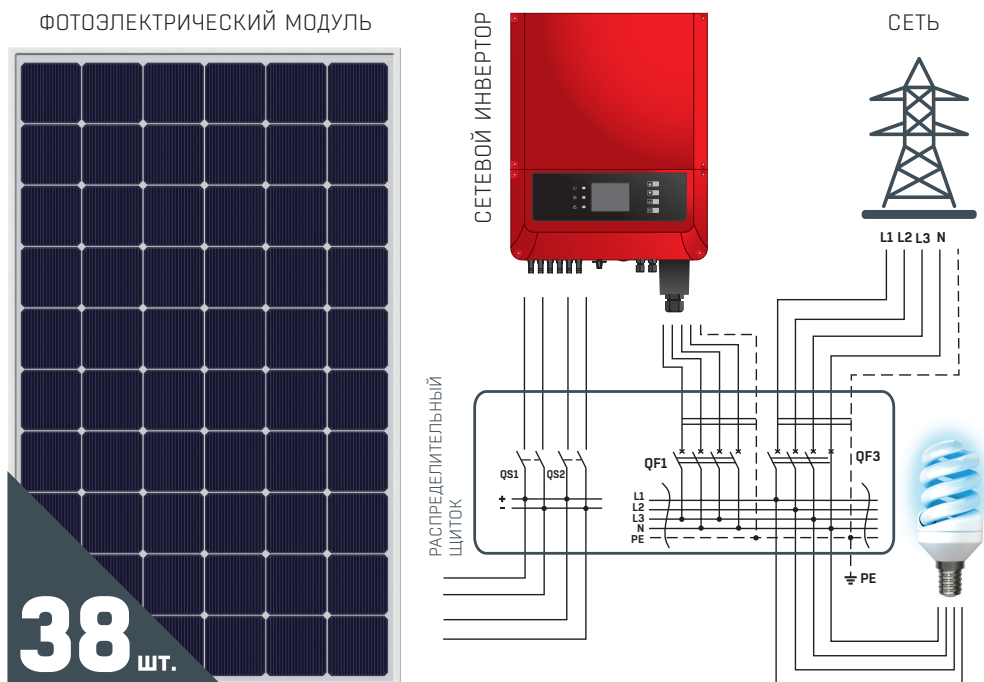 ФОТОЭЛЕКТРИЧЕСКИЙ МОДУЛЬ
38 шт.
СЕТЕВОЙ ИНВЕРТОР
СЕТЬ
L1 L2 L3 N
РАСПРЕДЕЛИТЕЛЬНЫЙ
ЩИТОК
QS1
QS2
+
-
QF1
QF3
L1
L2
L3
N
PE
PE